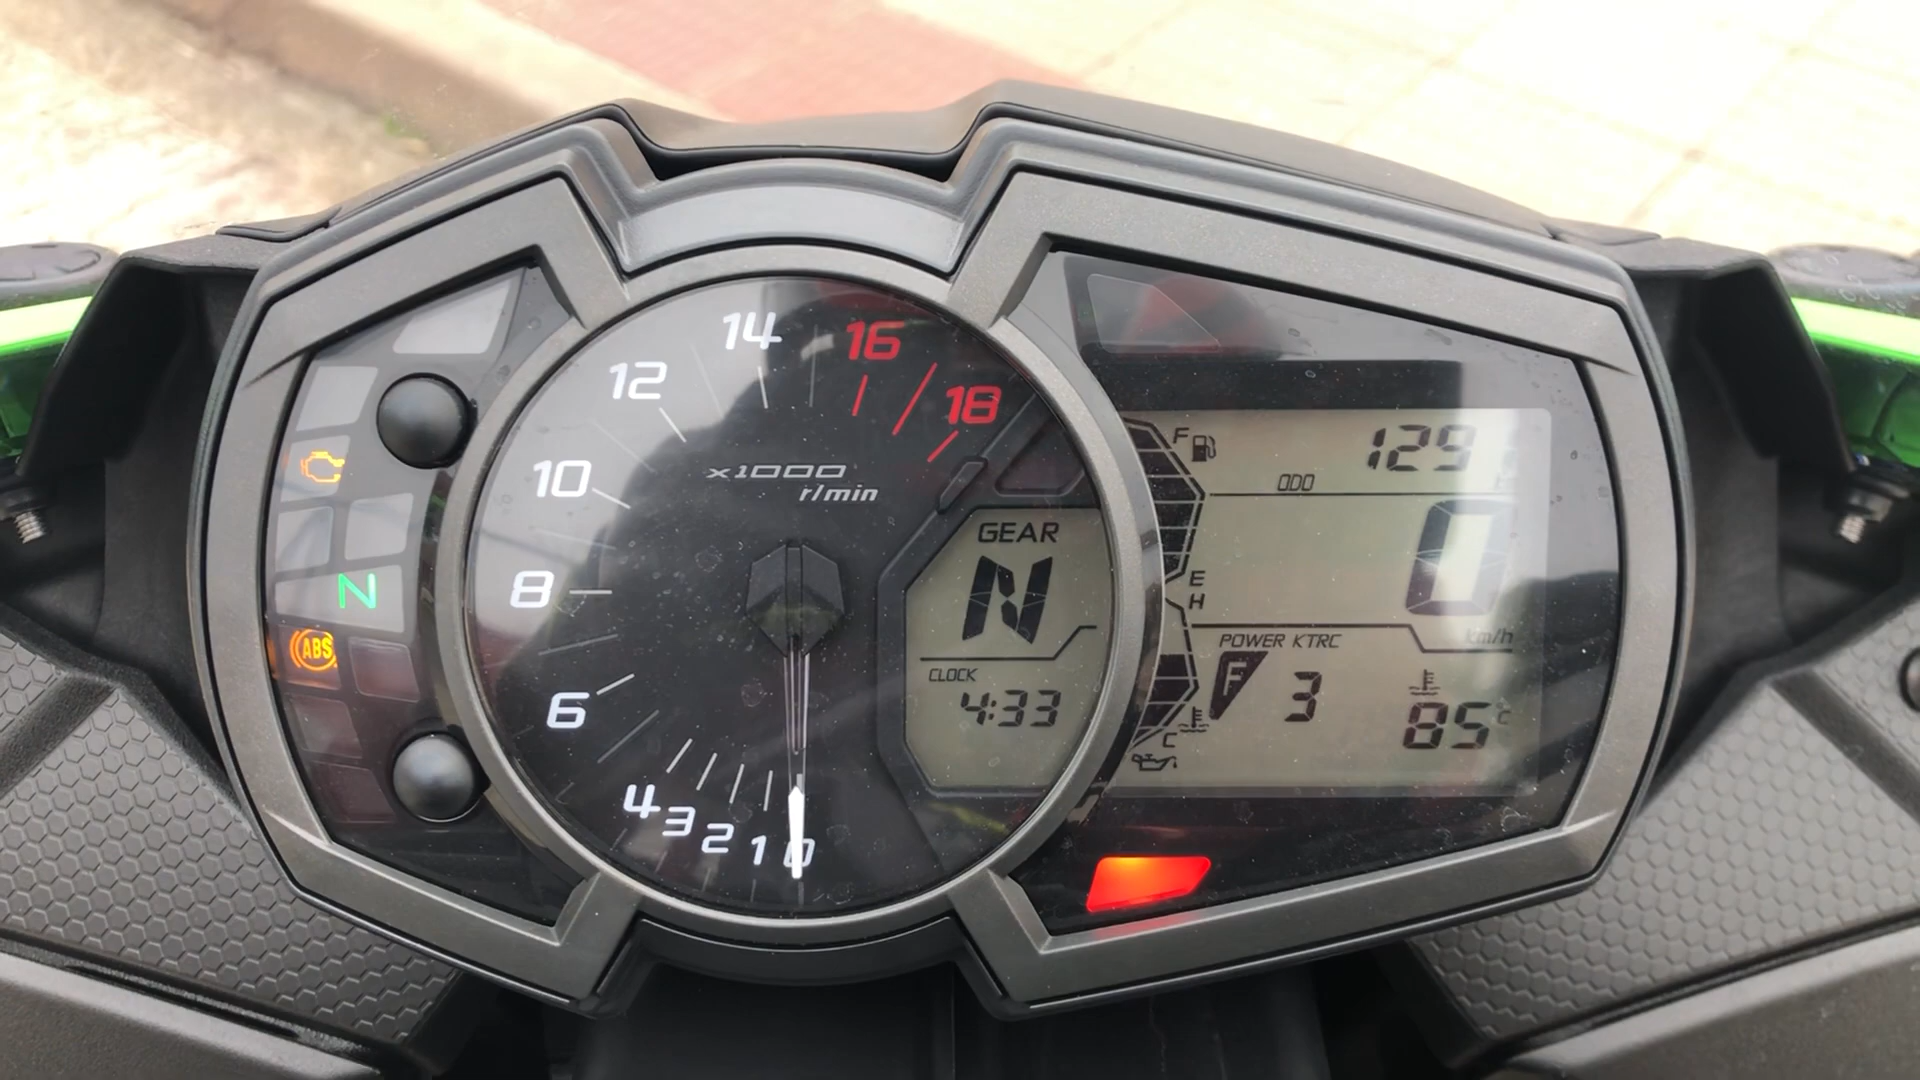 14
16
12
18
10
x1000
r/min
8
6
4
3
2
1
0
N
ABS
GEAR
N
CLOCK
4:33
F
ODO
129
E
H
0
km/h
POWER KTRC
F
3
85°C
C